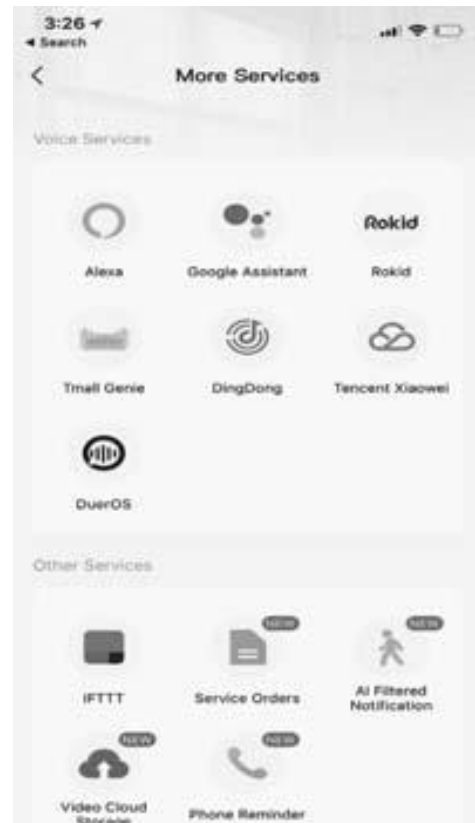 3:26
Search
More Services
Voice Services
Alexa
Google Assistant
Rokid
Rokid
Tmall Genie
DingDong
Tencent Xiaowei
DuerOS
Other Services
NEW
NEW
IFTTT
Service Orders
AI Filtered
Notification
NEW
NEW
Video Cloud
Storage
Phone Reminder